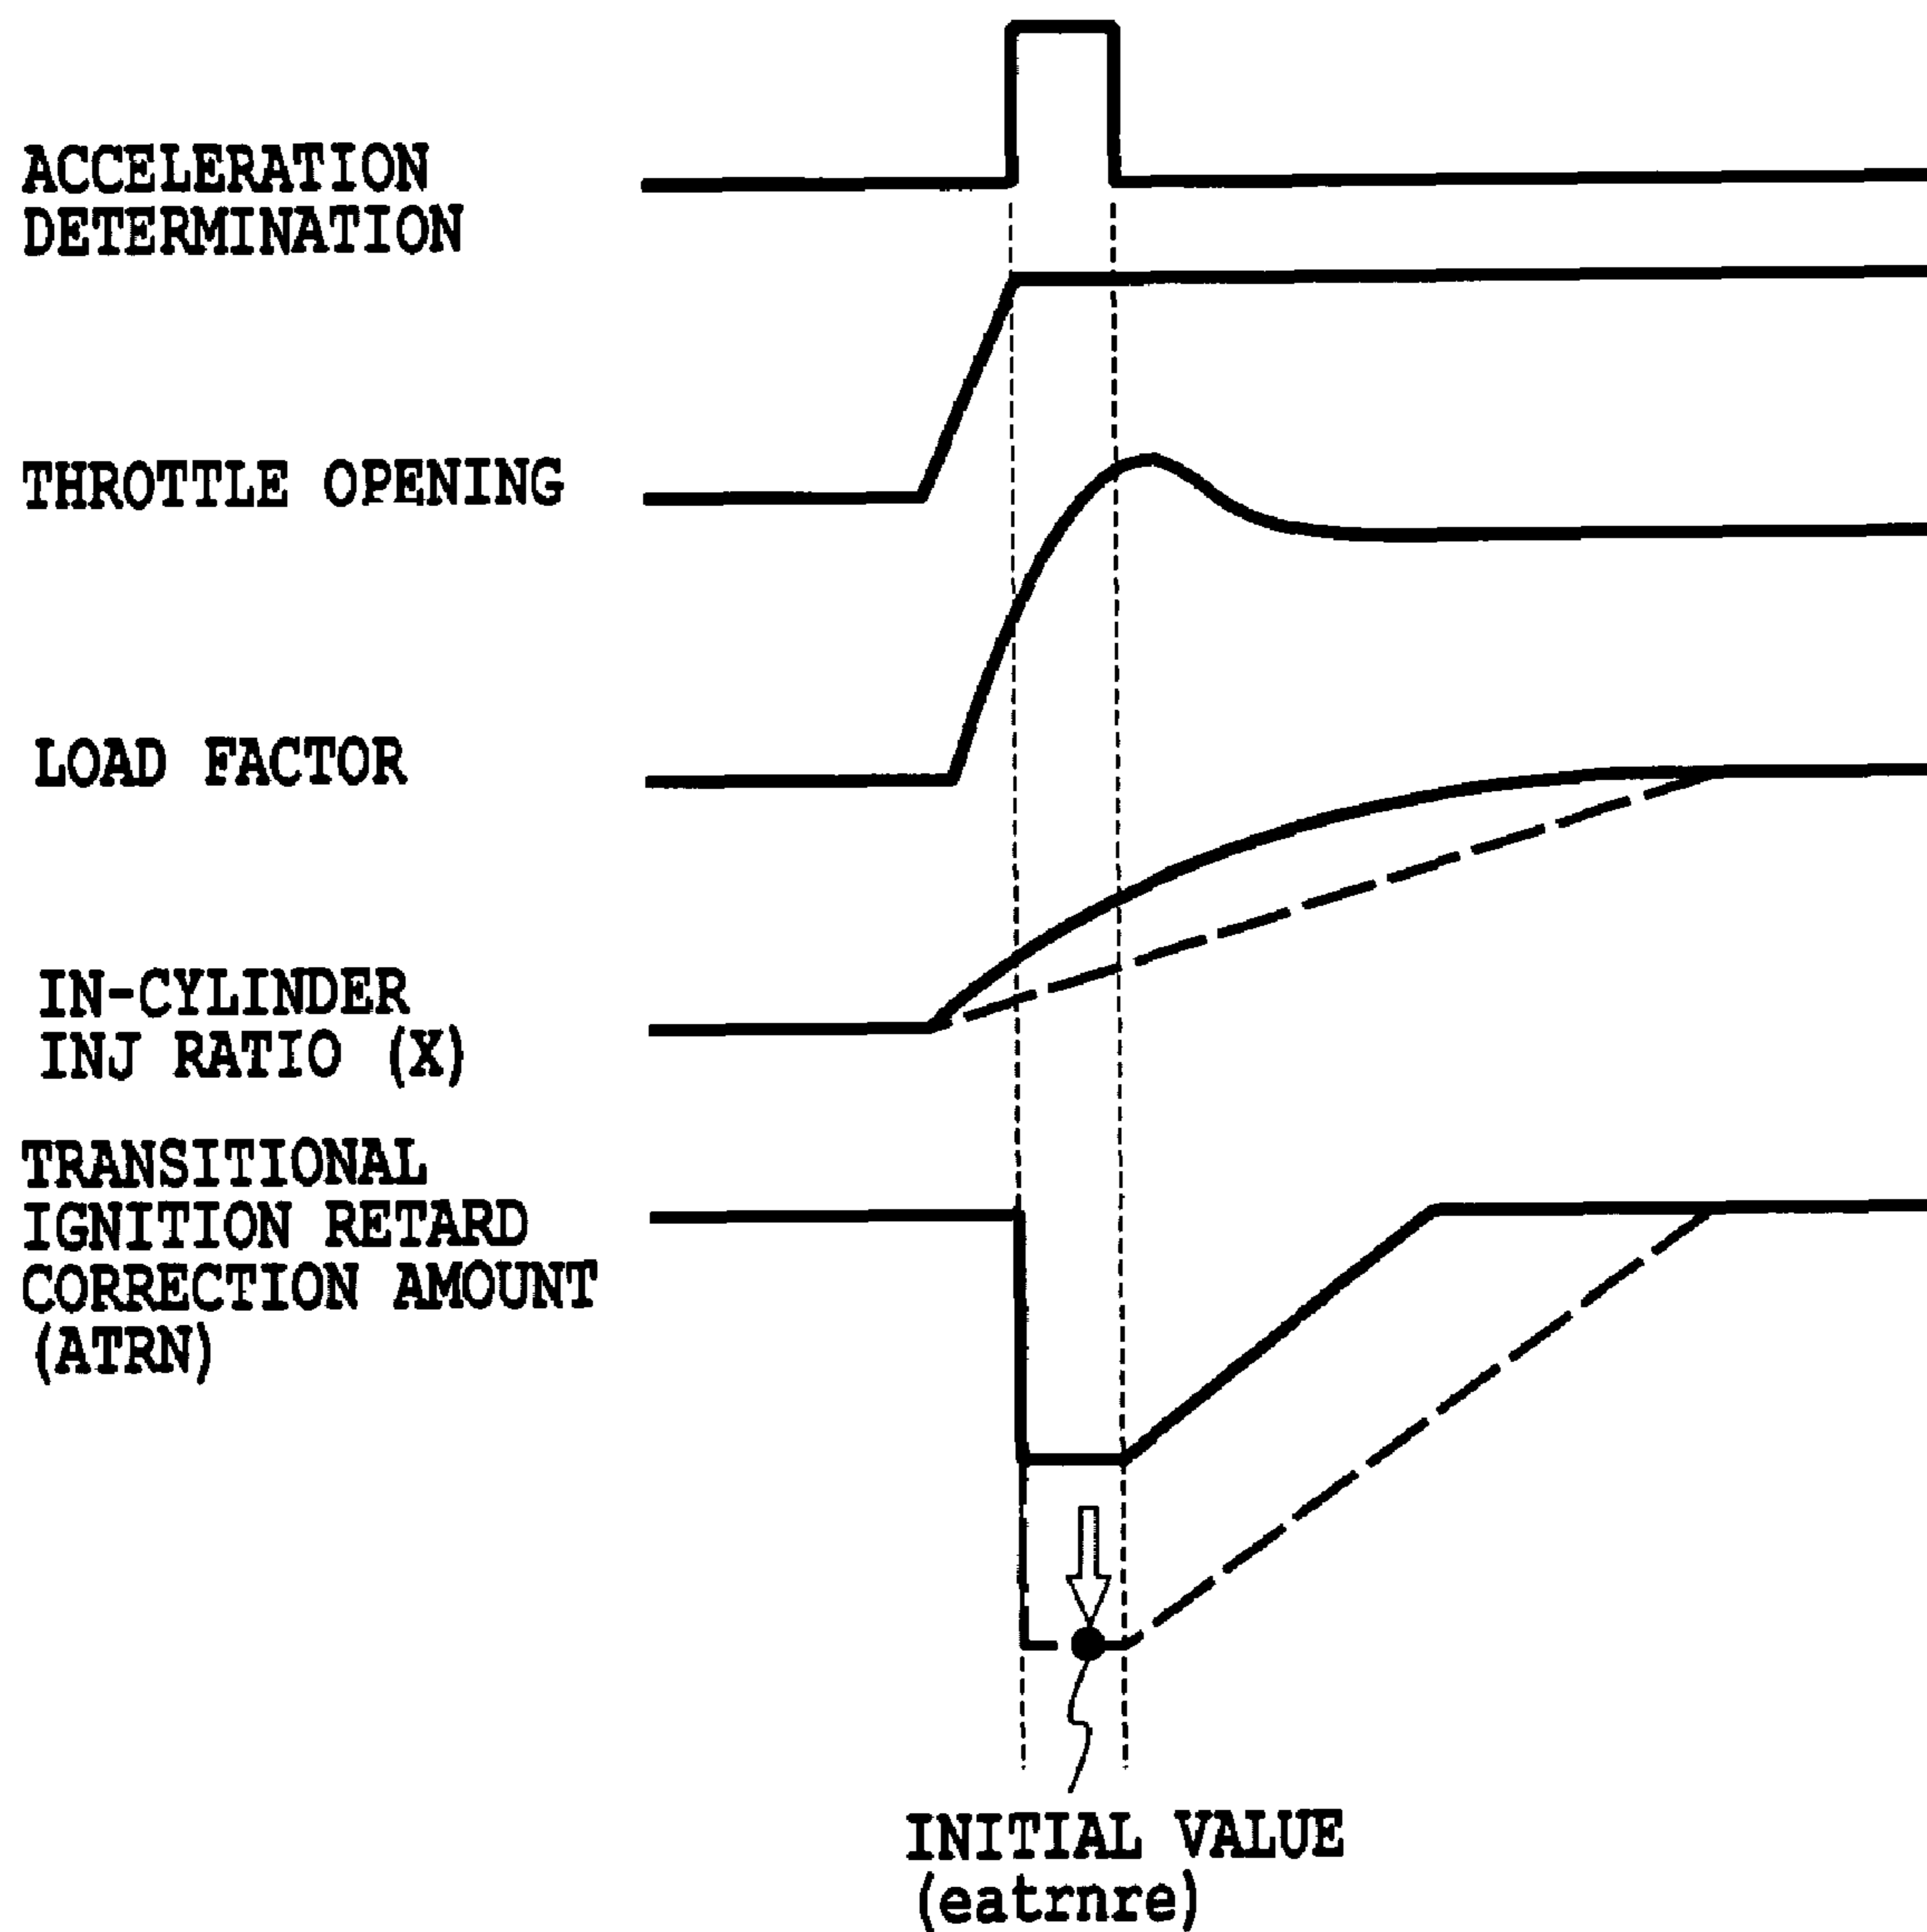 ACCELERATION
DETERMINATION
THROTTLE OPENING
LOAD FACTOR
IN-CYLINDER
INJ RATIO (X)
TRANSITIONAL
IGNITION RETARD
CORRECTION AMOUNT
(ATRN)
INITIAL VALUE
(eatrnre)